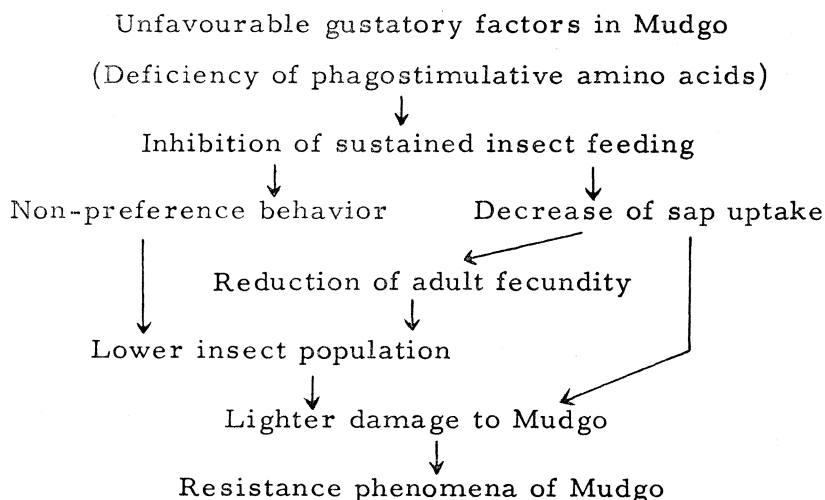 Unfavourable gustatory factors in Mudgo
(Deficiency of phagostimulative amino acids)
Inhibition of sustained insect feeding
Non-preference behavior Decrease of sap uptake
Reduction of adult fecundity
Lower insect population
Lighter damage to Mudgo
Resistance phenomena of Mudgo